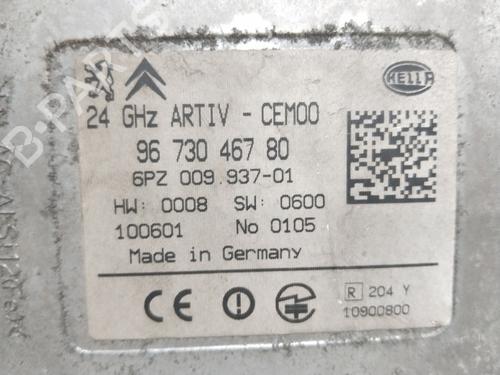 HELLA
24 GHz ARTIV - CEM00
96 730 467 80
6PZ 009.937-01
HW: 0008 SW: 0600
100601 No 0105
Made in Germany
CE
R 204 Y
10900800
B-PARTS